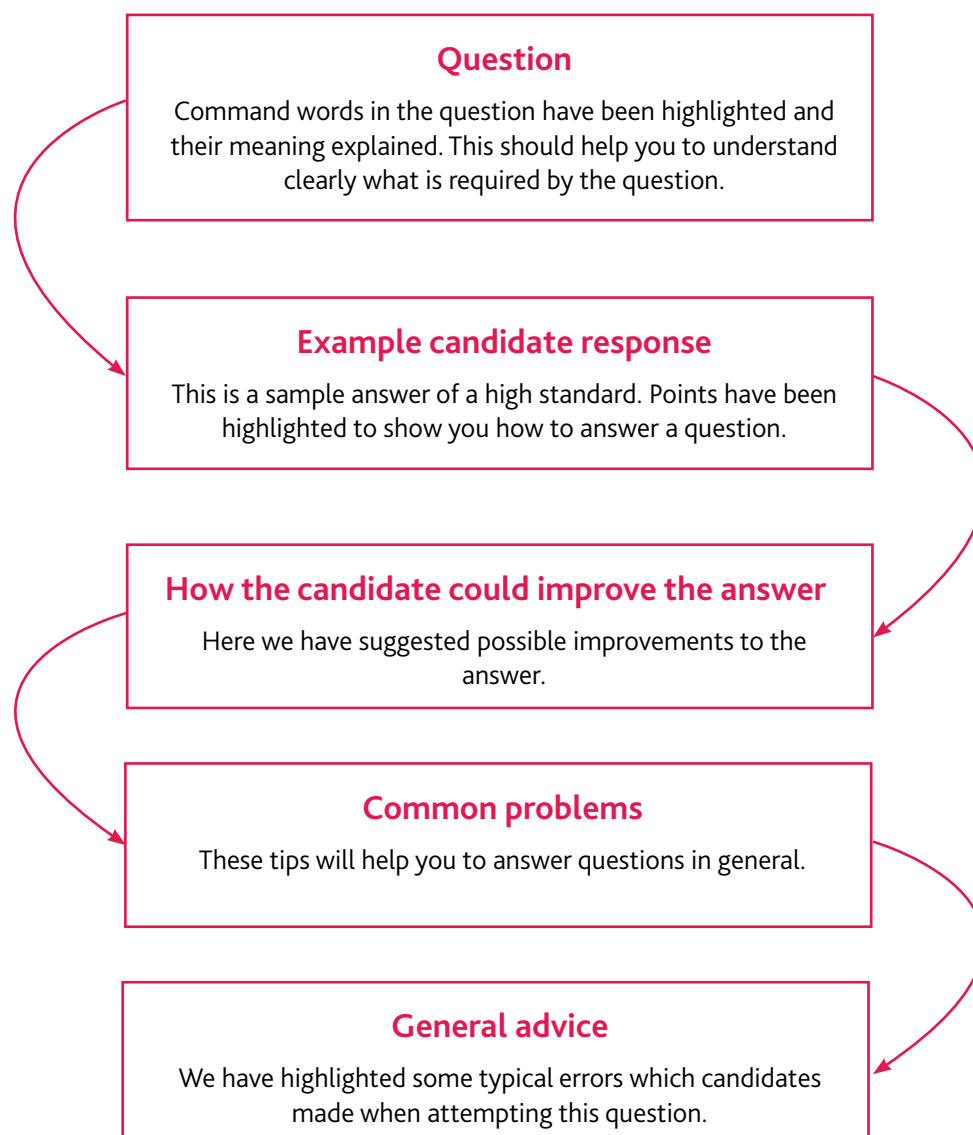 Question
Command words in the question have been highlighted and
their meaning explained. This should help you to understand
clearly what is required by the question.
Example candidate response
This is a sample answer of a high standard. Points have been
highlighted to show you how to answer a question.
How the candidate could improve the answer
Here we have suggested possible improvements to the
answer.
Common problems
These tips will help you to answer questions in general.
General advice
We have highlighted some typical errors which candidates
made when attempting this question.